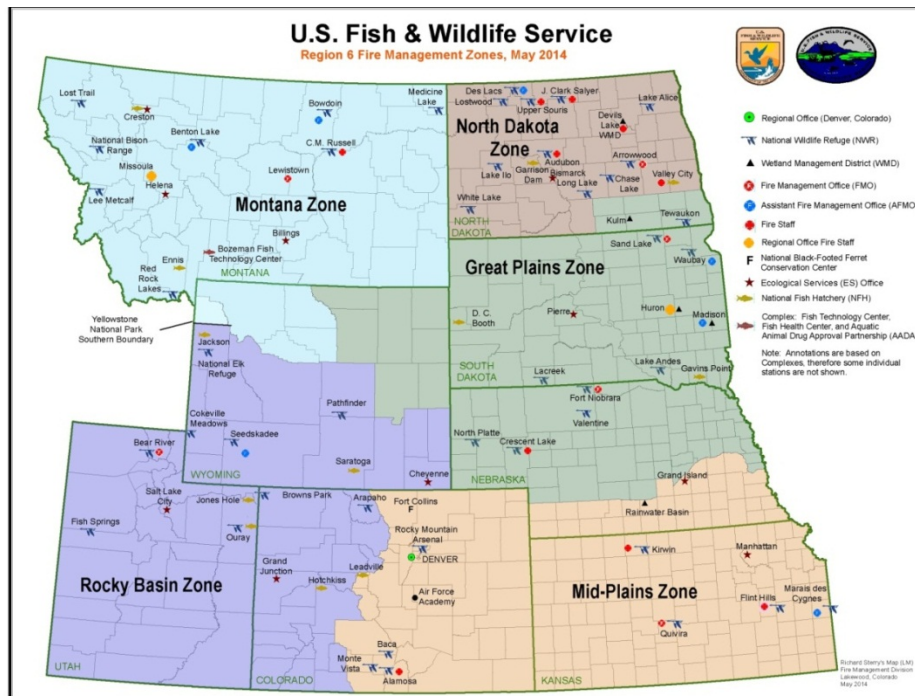 U.S. Fish & Wildlife Service
Region 6 Fire Management Zones, May 2014
Lost Trail
Creston
National Bison
Range
Benton Lake
Bowdoin
Medicine
Lake
C.M. Russell
Missoula
Lewistown
Helena
Lee Metcalf
Montana Zone
Billings
Ennis
Bozeman Fish
Technology Center
Red
Rock
Lakes
MONTANA
Des Lacs
Lostwood
J. Clark Salyer
Upper Souris
Lake Alice
North Dakota
Zone
Devils
Lake
WMD
Audubon
Arrowwood
Lake Ilo
Garrison
Dam
Bismarck
Long Lake
Chase
Lake
Valley City
White Lake
NORTH
DAKOTA
Kulm
Tewaukon
Sand Lake
Great Plains Zone
Waubay
D. C.
Booth
Pierre
Huron
Madison
SOUTH
DAKOTA
Lacreek
Lake Andes
Gavins Point
Yellowstone
National Park
Southern Boundary
Jackson
National Elk
Refuge
Pathfinder
Cokeville
Meadows
Seedskadee
Saratoga
Cheyenne
WYOMING
Fort Niobrara
Valentine
North Platte
Crescent Lake
Grand Island
NEBRASKA
Rainwater Basin
Bear River
Salt Lake
City
Jones Hole
Fish Springs
Ouray
Rocky Basin Zone
UTAH
Browns Park
Arapaho
Fort Collins
F
Rocky Mountain
Arsenal
DENVER
Grand
Junction
Hotchkiss
Leadville
Air Force
Academy
Baca
Monte
Vista
Alamosa
COLORADO
Kirwin
Manhattan
Mid-Plains Zone
Flint Hills
Marais des
Cygnes
Quivira
KANSAS
Regional Office (Denver, Colorado)
National Wildlife Refuge (NWR)
Wetland Management District (WMD)
Fire Management Office (FMO)
Assistant Fire Management Office (AFMO)
Fire Staff
Regional Office Fire Staff
F National Black-Footed Ferret
Conservation Center
Ecological Services (ES) Office
National Fish Hatchery (NFH)
Complex: Fish Technology Center,
Fish Health Center, and Aquatic
Animal Drug Approval Partnership (AADA)
Note: Annotations are based on
Complexes, therefore some individual
stations are not shown.
Richard Sterry's Map (LM)
Fire Management Division
Lakewood, Colorado
May 2014